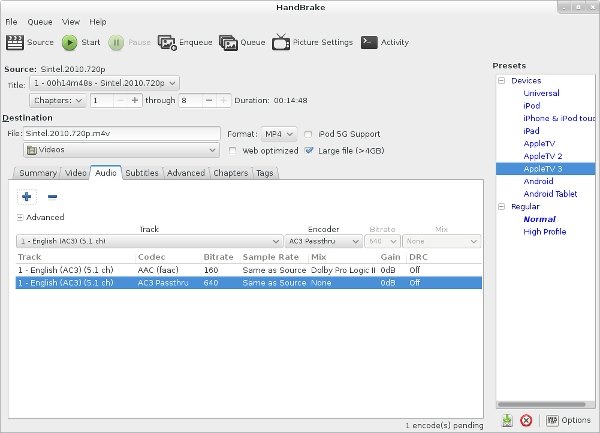 HandBrake
File Queue View Help
Source Start Pause Enqueue Queue Picture Settings Activity
Source: Sintel.2010.720p
Title: 1 - 00h14m48s - Sintel.2010.720p
Chapters: 1 through 8 Duration: 00:14:48
Destination
File: Sintel.2010.720p.m4v Format: MP4 iPod 5G Support
Videos Web optimized Large file (>4GB)
Summary Video Audio Subtitles Advanced Chapters Tags
Advanced
Track Encoder Bitrate Mix
1 - English (AC3) (5.1 ch) AC3 Passthru 640 None
Track Codec Bitrate Sample Rate Mix Gain DRC
1 - English (AC3) (5.1 ch) AAC (faac) 160 Same as Source Dolby Pro Logic II 0dB Off
1 - English (AC3) (5.1 ch) AC3 Passthru 640 Same as Source None 0dB Off
1 encode(s) pending
Presets
Devices
Universal
iPod
iPhone & iPod touc
iPad
AppleTV
AppleTV 2
AppleTV 3
Android
Android Tablet
Regular
Normal
High Profile
Options